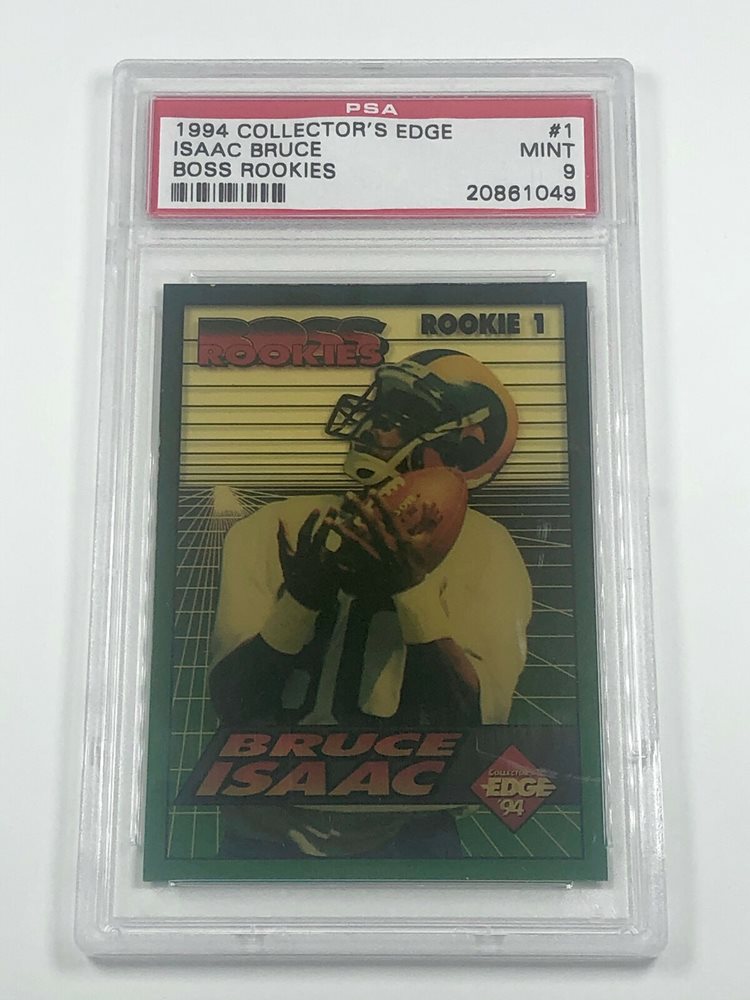 PSA
1994 COLLECTOR'S EDGE #1
ISAAC BRUCE MINT
BOSS ROOKIES 9
20861049
BOSS
ROOKIES
ROOKIE 1
BRUCE
ISAAC
COLLECTOR'S
EDGE
'94